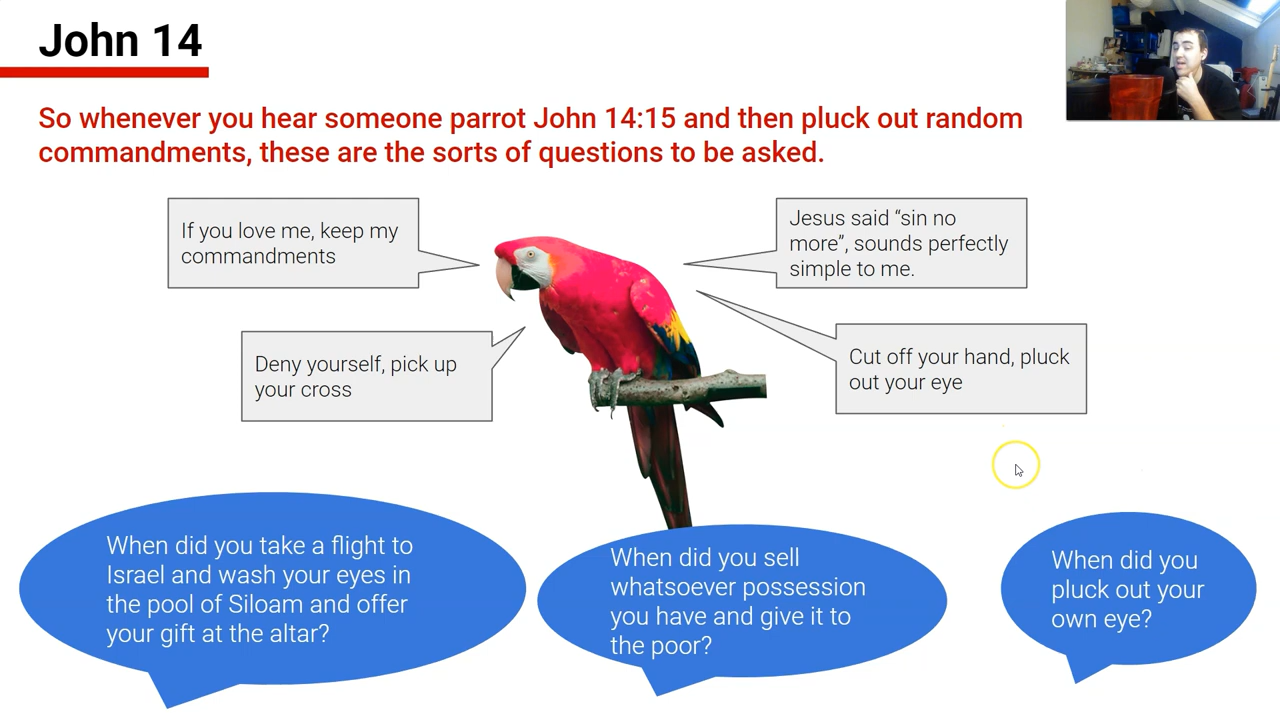 John 14
So whenever you hear someone parrot John 14:15 and then pluck out random
commandments, these are the sorts of questions to be asked.
If you love me, keep my
commandments
Jesus said “sin no
more”, sounds perfectly
simple to me.
Deny yourself, pick up
your cross
Cut off your hand, pluck
out your eye
When did you take a flight to
Israel and wash your eyes in
the pool of Siloam and offer
your gift at the altar?
When did you sell
whatsoever possession
you have and give it to
the poor?
When did you
pluck out your
own eye?